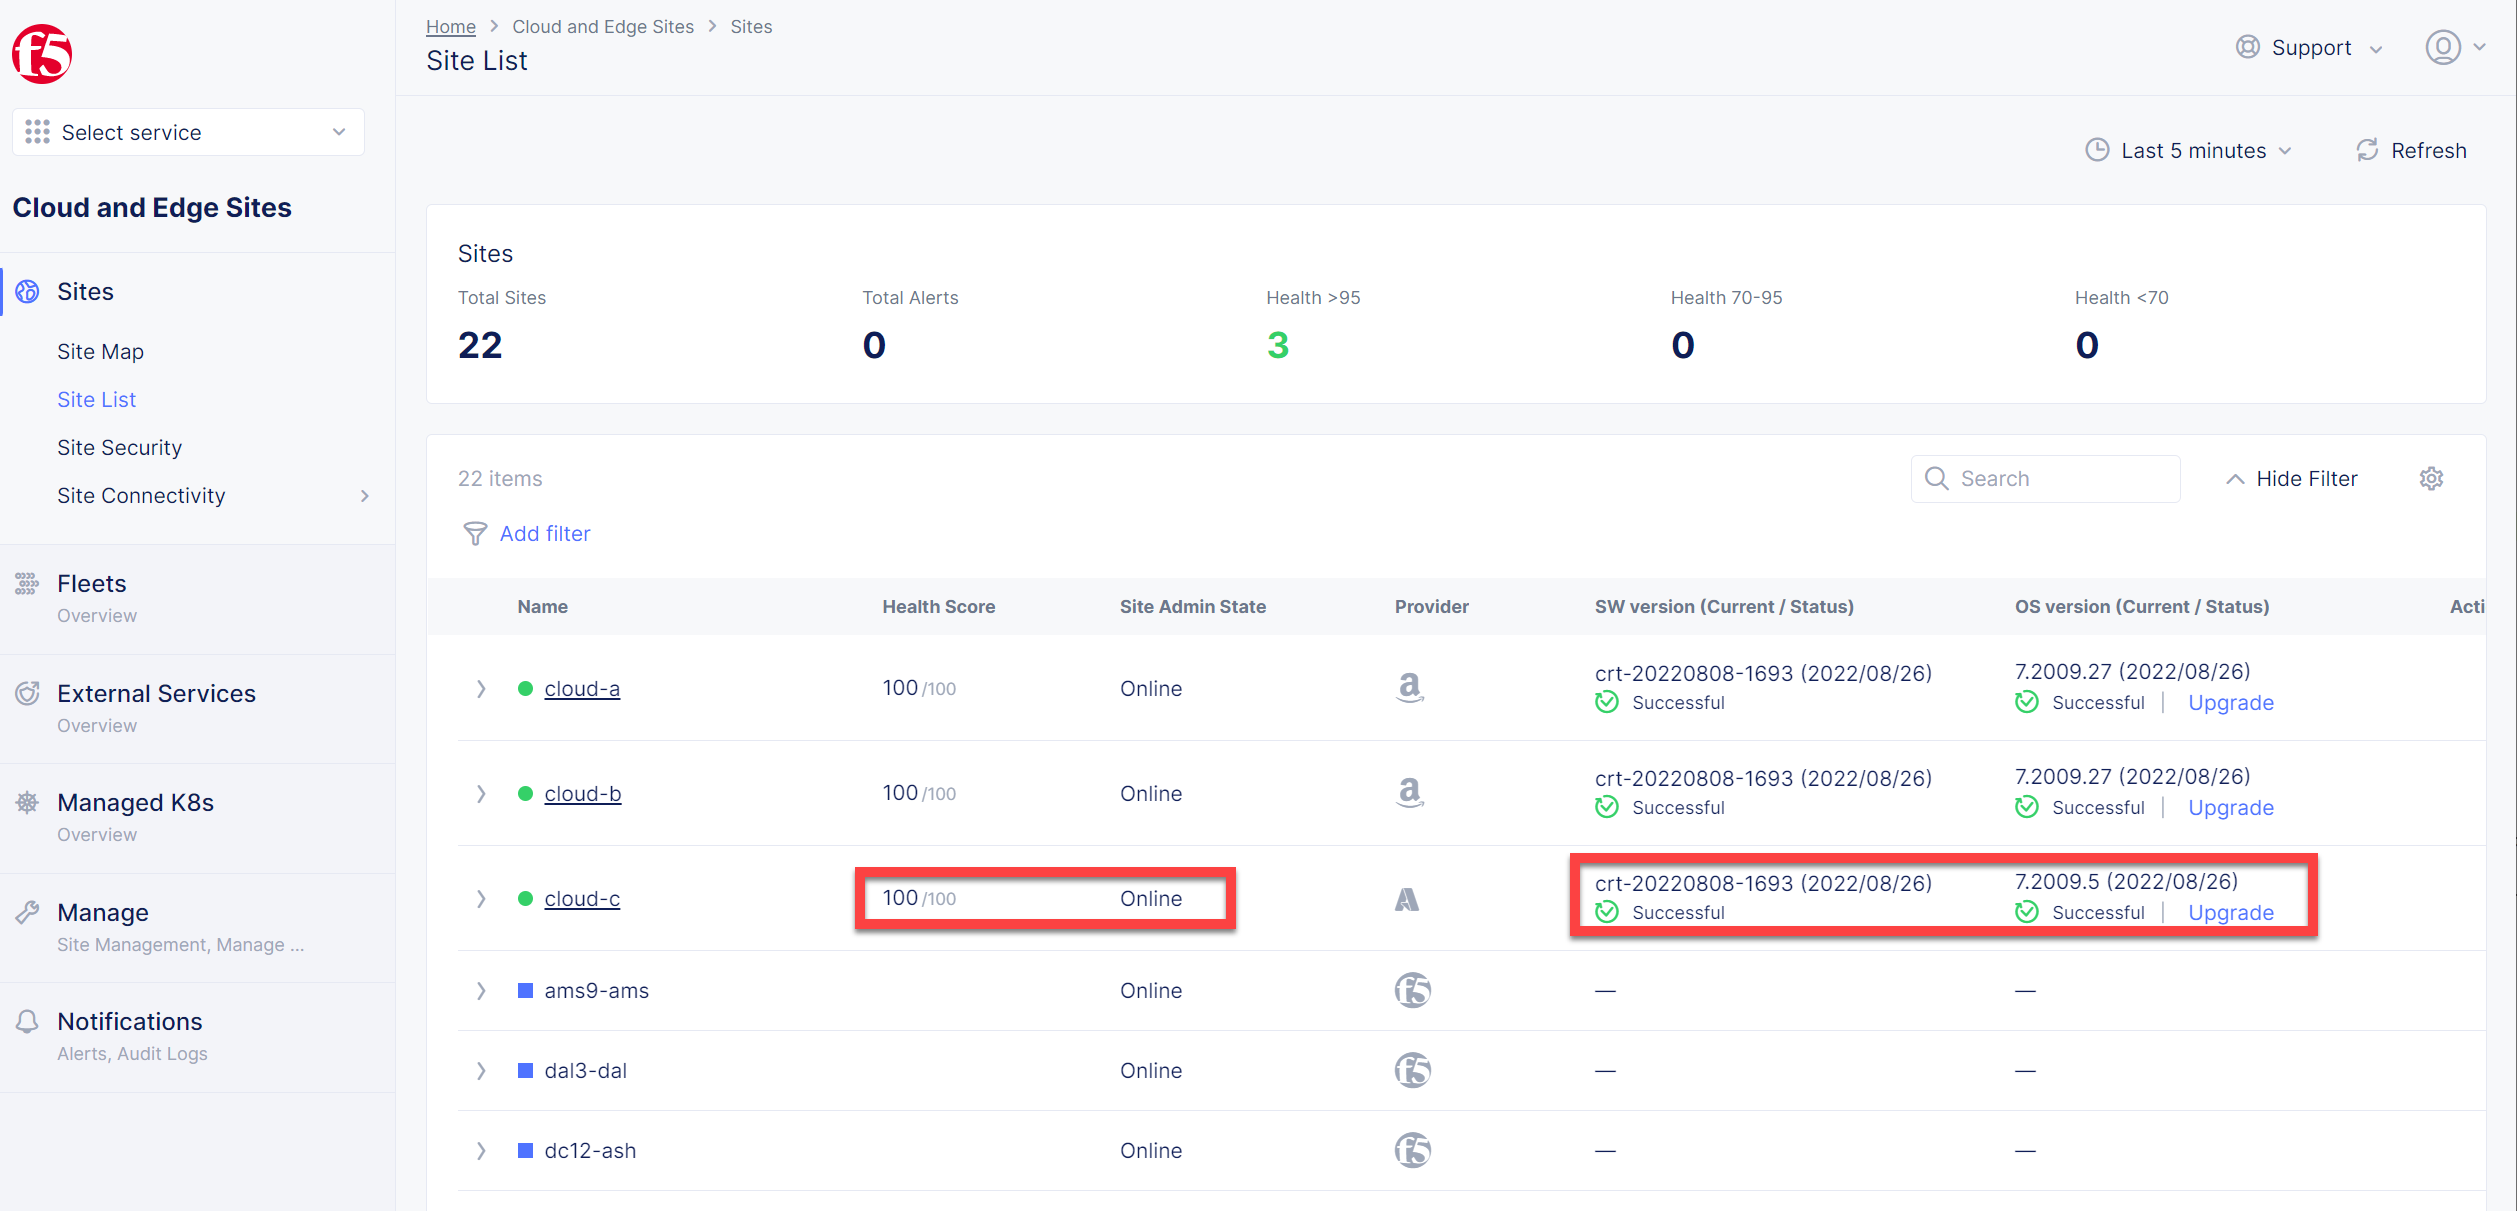 f5
Select service
Cloud and Edge Sites
Sites
Site Map
Site List
Site Security
Site Connectivity
Fleets
Overview
External Services
Overview
Managed K8s
Overview
Manage
Site Management, Manage ...
Notifications
Alerts, Audit Logs
Home > Cloud and Edge Sites > Sites
Site List
Support
Last 5 minutes Refresh
Sites
Total Sites Total Alerts Health >95 Health 70-95 Health <70
22 0 3 0 0
22 items Search Hide Filter
Add filter
Name Health Score Site Admin State Provider SW version (Current / Status) OS version (Current / Status) Acti
cloud-a 100 /100 Online a crt-20220808-1693 (2022/08/26) 7.2009.27 (2022/08/26)
Successful Successful | Upgrade
cloud-b 100 /100 Online a crt-20220808-1693 (2022/08/26) 7.2009.27 (2022/08/26)
Successful Successful | Upgrade
cloud-c 100 /100 Online crt-20220808-1693 (2022/08/26) 7.2009.5 (2022/08/26)
Successful Successful | Upgrade
ams9-ams Online f5 — —
dal3-dal Online f5 — —
dc12-ash Online f5 — —